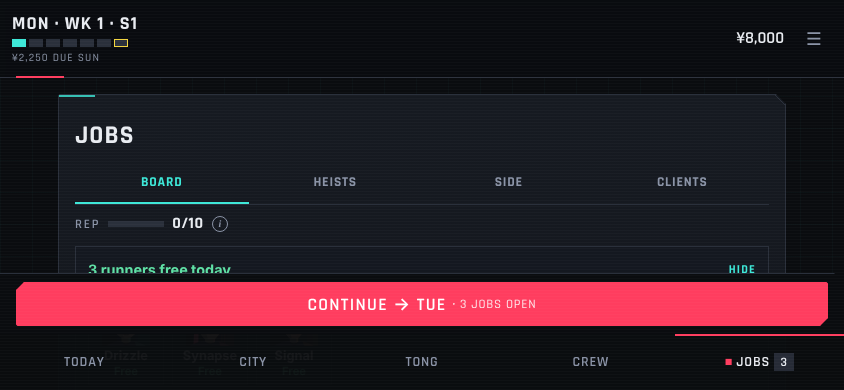 MON · WK 1 · S1
¥2,250 DUE SUN
¥8,000
JOBS
BOARD HEISTS SIDE CLIENTS
REP 0/10 i
3 runners free today HIDE
CONTINUE → TUE · 3 JOBS OPEN
Drizzle Synapse Signal
TODAY CITY TONG CREW JOBS 3
Free Free Free